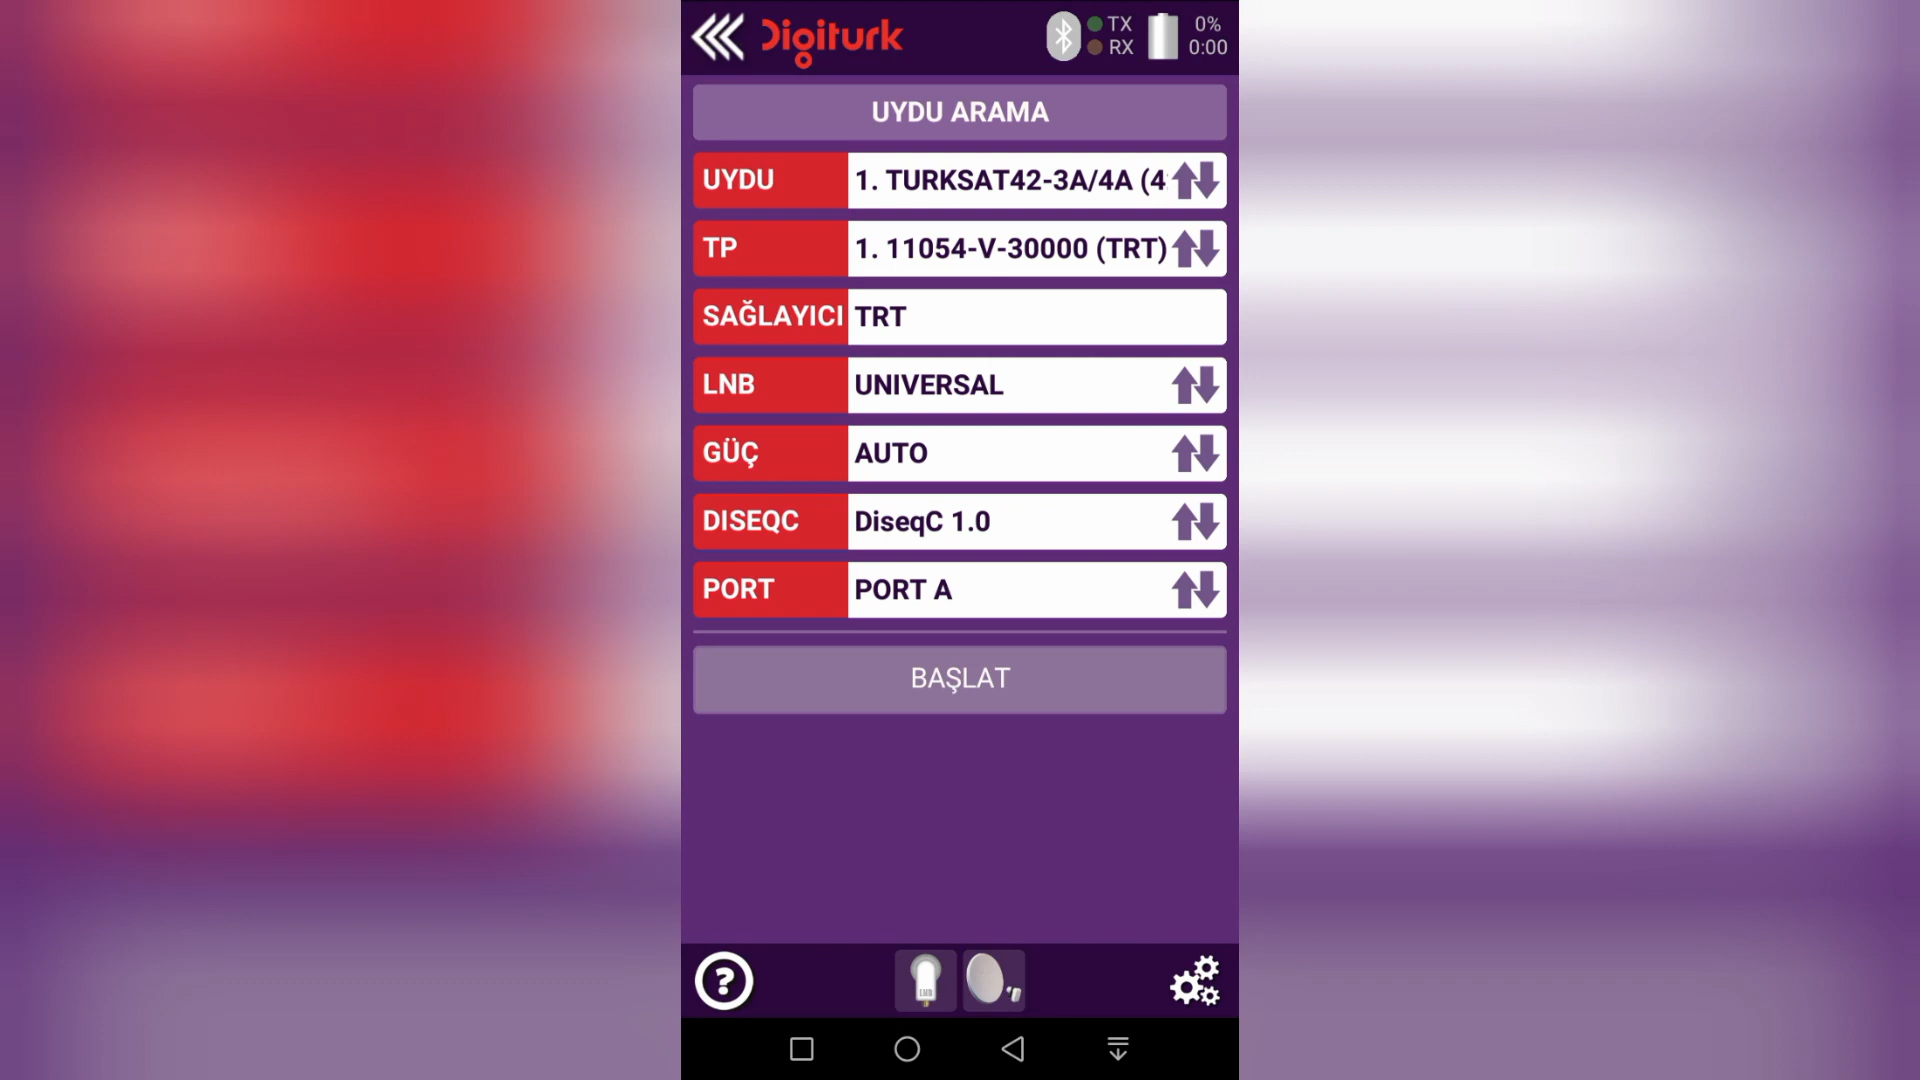 Digiturk
TX
RX
0%
0:00
UYDU ARAMA
UYDU
1. TURKSAT42-3A/4A (4
TP
1. 11054-V-30000 (TRT)
SAĞLAYICI
TRT
LNB
UNIVERSAL
GÜÇ
AUTO
DISEQC
DiseqC 1.0
PORT
PORT A
BAŞLAT
?